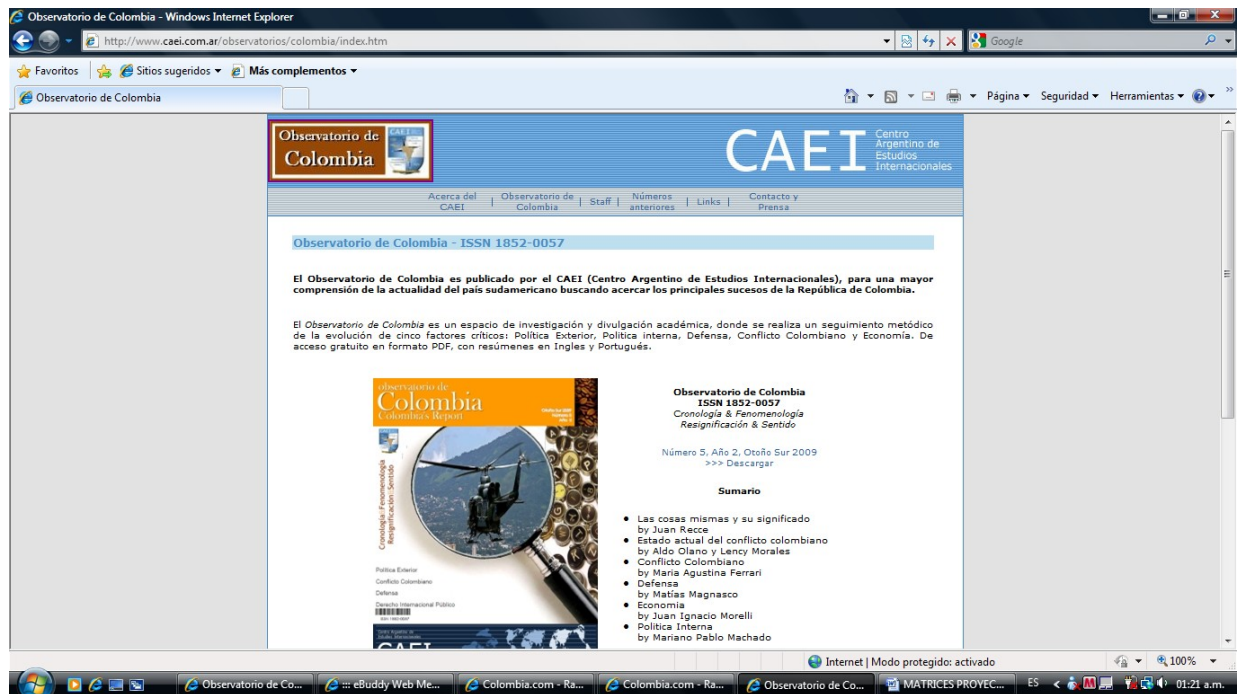 Observatorio de Colombia - Windows Internet Explorer
http://www.caei.com.ar/observatorios/colombia/index.htm
Google
Favoritos
Sitios sugeridos
Más complementos
Observatorio de Colombia
Página
Seguridad
Herramientas
Observatorio de
Colombia
CAEI
CAEI
Centro
Argentino de
Estudios
Internacionales
Acerca del
CAEI
Observatorio de
Colombia
Staff
Números
anteriores
Links
Contacto y
Prensa
Observatorio de Colombia - ISSN 1852-0057
El Observatorio de Colombia es publicado por el CAEI (Centro Argentino de Estudios Internacionales), para una mayor
comprensión de la actualidad del país sudamericano buscando acercar los principales sucesos de la República de Colombia.
El Observatorio de Colombia es un espacio de investigación y divulgación académica, donde se realiza un seguimiento metódico
de la evolución de cinco factores críticos: Política Exterior, Politica interna, Defensa, Conflicto Colombiano y Economía. De
acceso gratuito en formato PDF, con resúmenes en Ingles y Portugués.
observatorio de
Colombia
Colombia's Report
Cronología::Fenomenología
Resignificación::Sentido
Política Exterior
Conflicto Colombiano
Defensa
Derecho Internacional Público
CAEI
Observatorio de Colombia
ISSN 1852-0057
Cronología & Fenomenología
Resignificación & Sentido
Número 5, Año 2, Otoño Sur 2009
>>> Descargar
Sumario
• Las cosas mismas y su significado
by Juan Recce
• Estado actual del conflicto colombiano
by Aldo Olano y Lency Morales
• Conflicto Colombiano
by Maria Agustina Ferrari
• Defensa
by Matías Magnasco
• Economia
by Juan Ignacio Morelli
• Politica Interna
by Mariano Pablo Machado
Internet | Modo protegido: activado
100%
Observatorio de Co...
::: eBuddy Web Me...
Colombia.com - Ra...
Colombia.com - Ra...
Observatorio de Co...
MATRICES PROYEC...
ES
01:21 a.m.